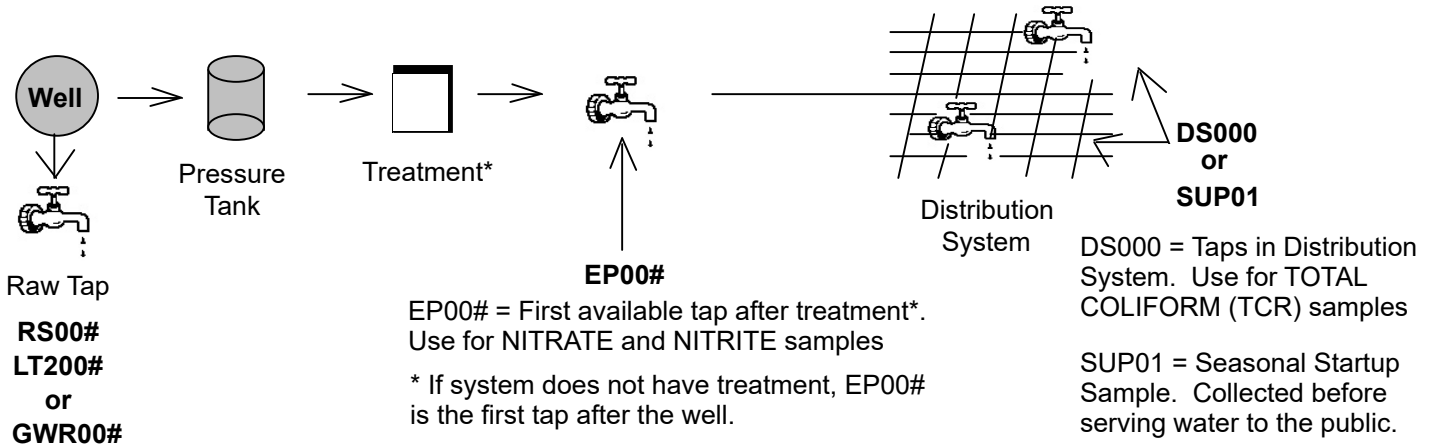 Well
Pressure
Tank
Treatment*
Raw Tap
RS00#
LT200#
or
GWR00#
EP00#
EP00# = First available tap after treatment*.
Use for NITRATE and NITRITE samples
* If system does not have treatment, EP00#
is the first tap after the well.
Distribution
System
DS000
or
SUP01
DS000 = Taps in Distribution
System. Use for TOTAL
COLIFORM (TCR) samples
SUP01 = Seasonal Startup
Sample. Collected before
serving water to the public.